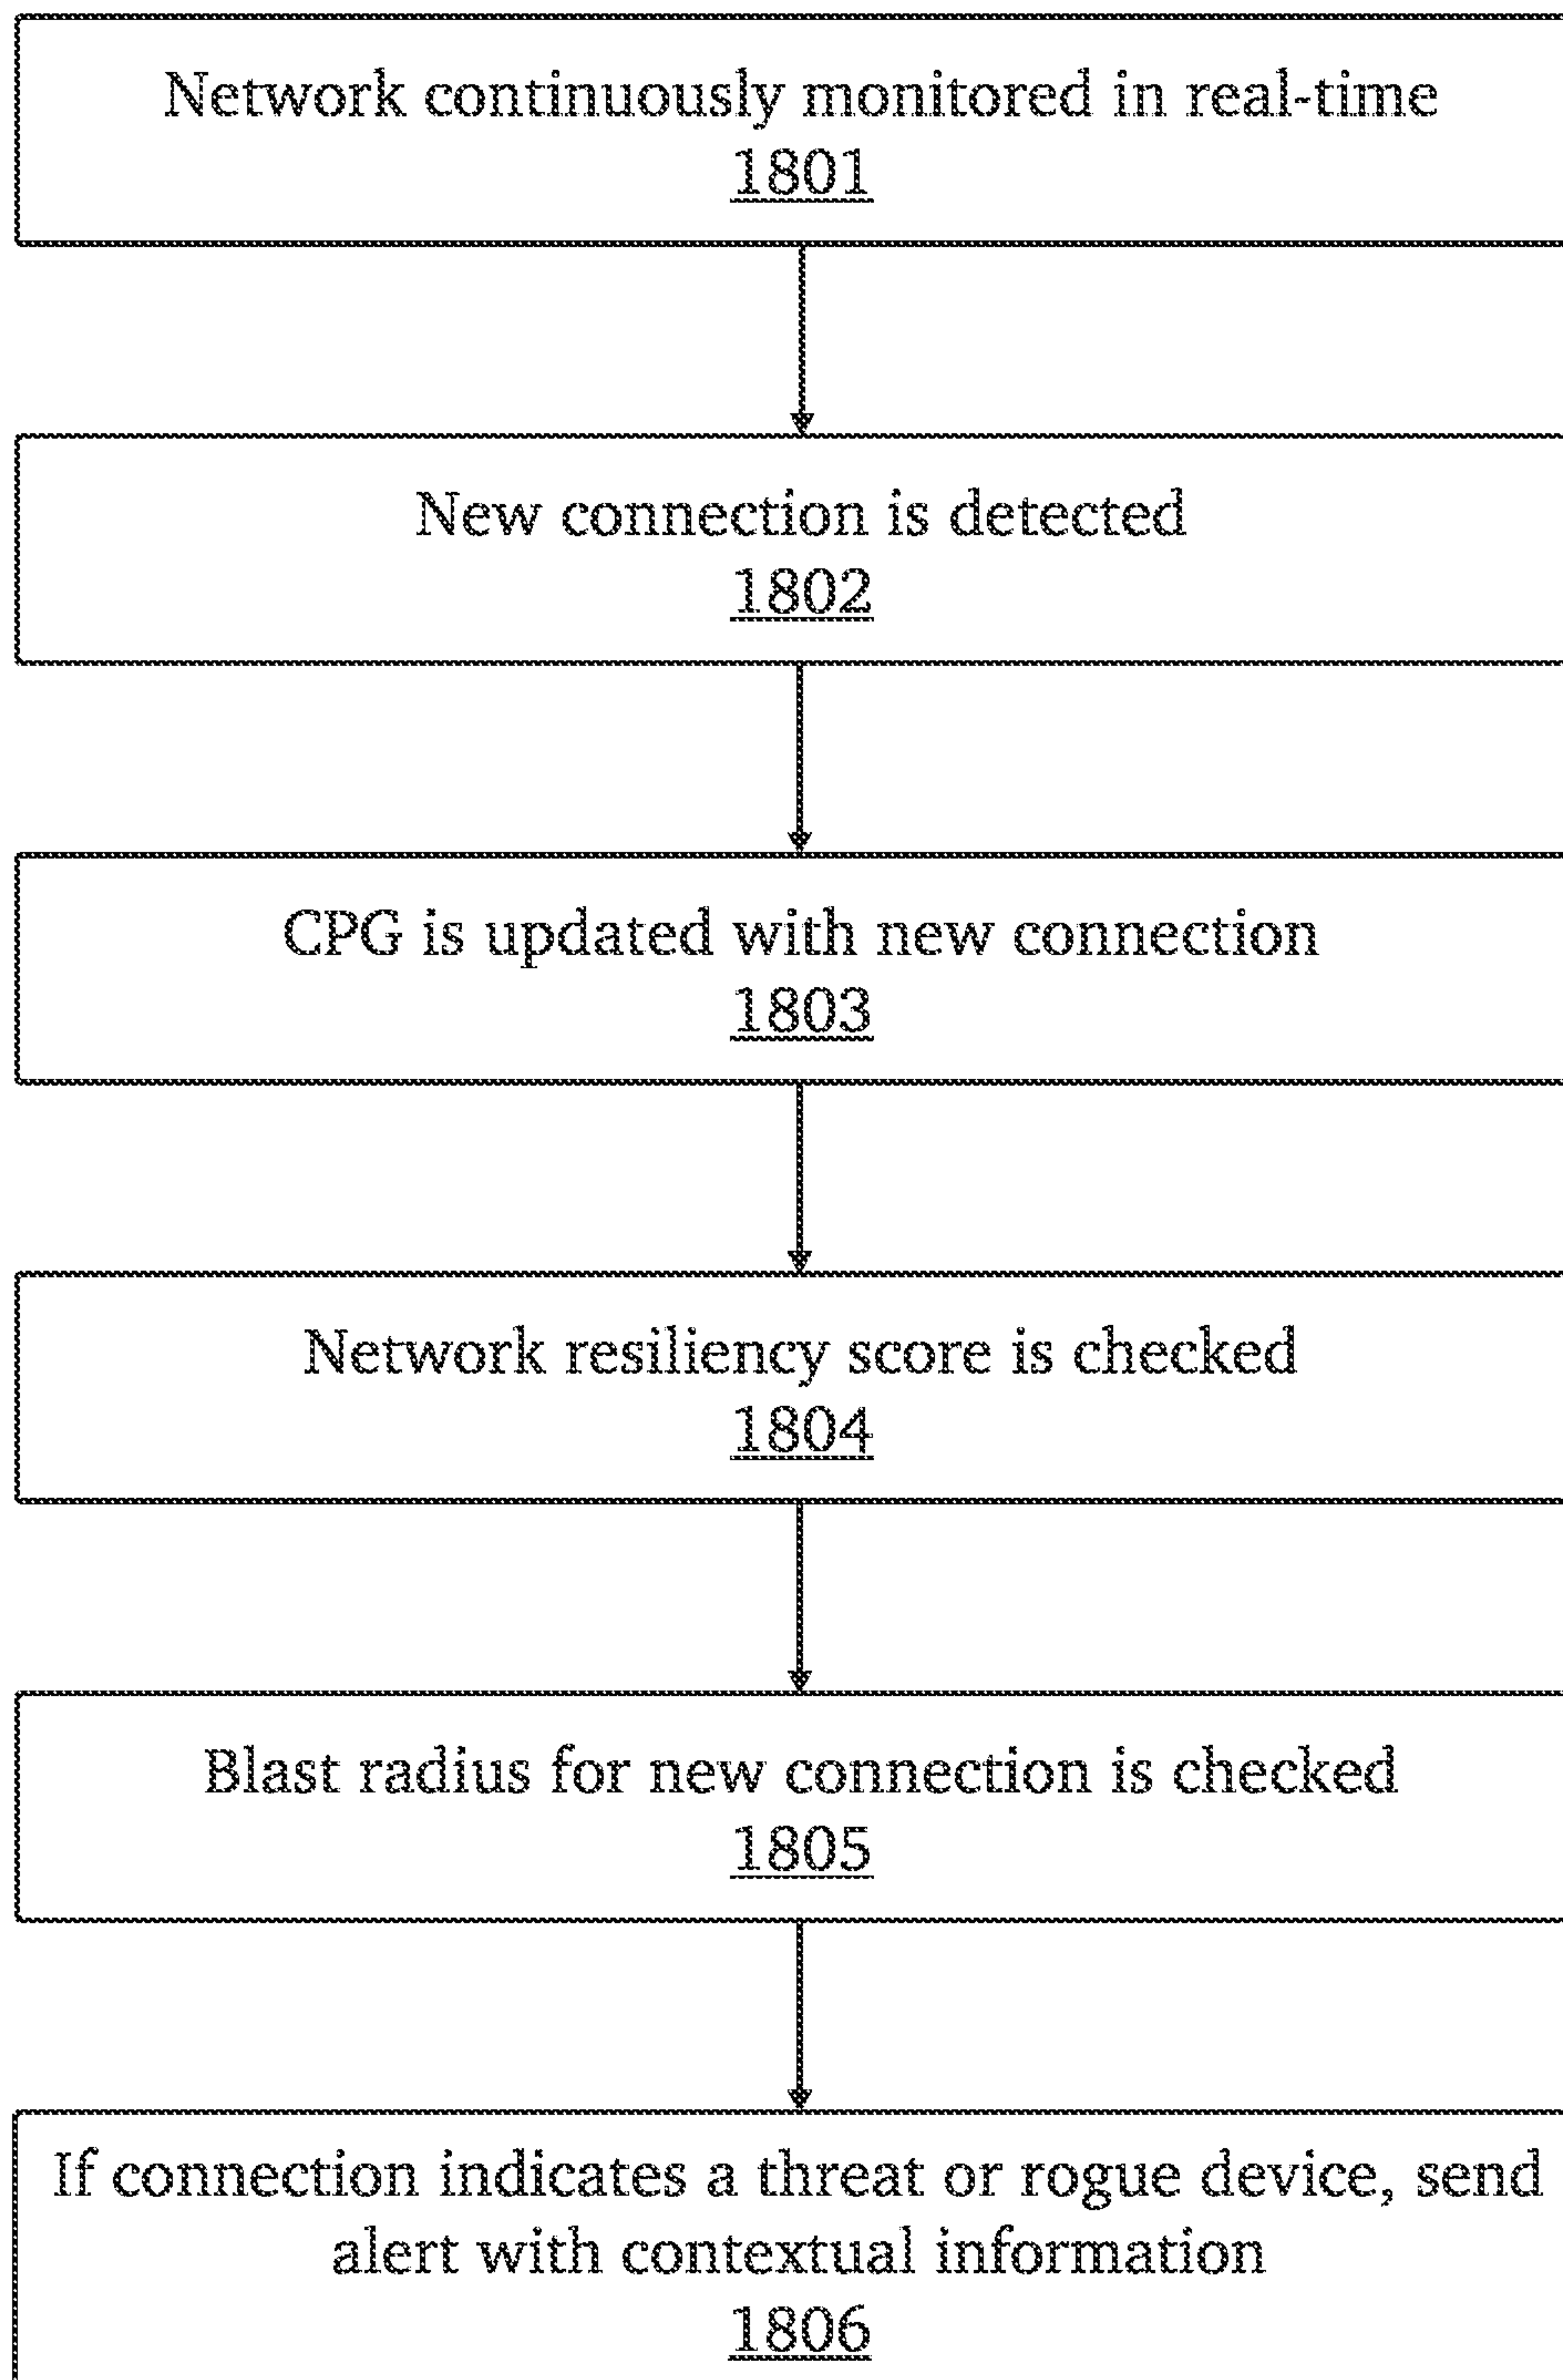 Network continuously monitored in real-time
1801
New connection is detected
1802
CPG is updated with new connection
1803
Network resiliency score is checked
1804
Blast radius for new connection is checked
1805
If connection indicates a threat or rogue device, send
alert with contextual information
1806